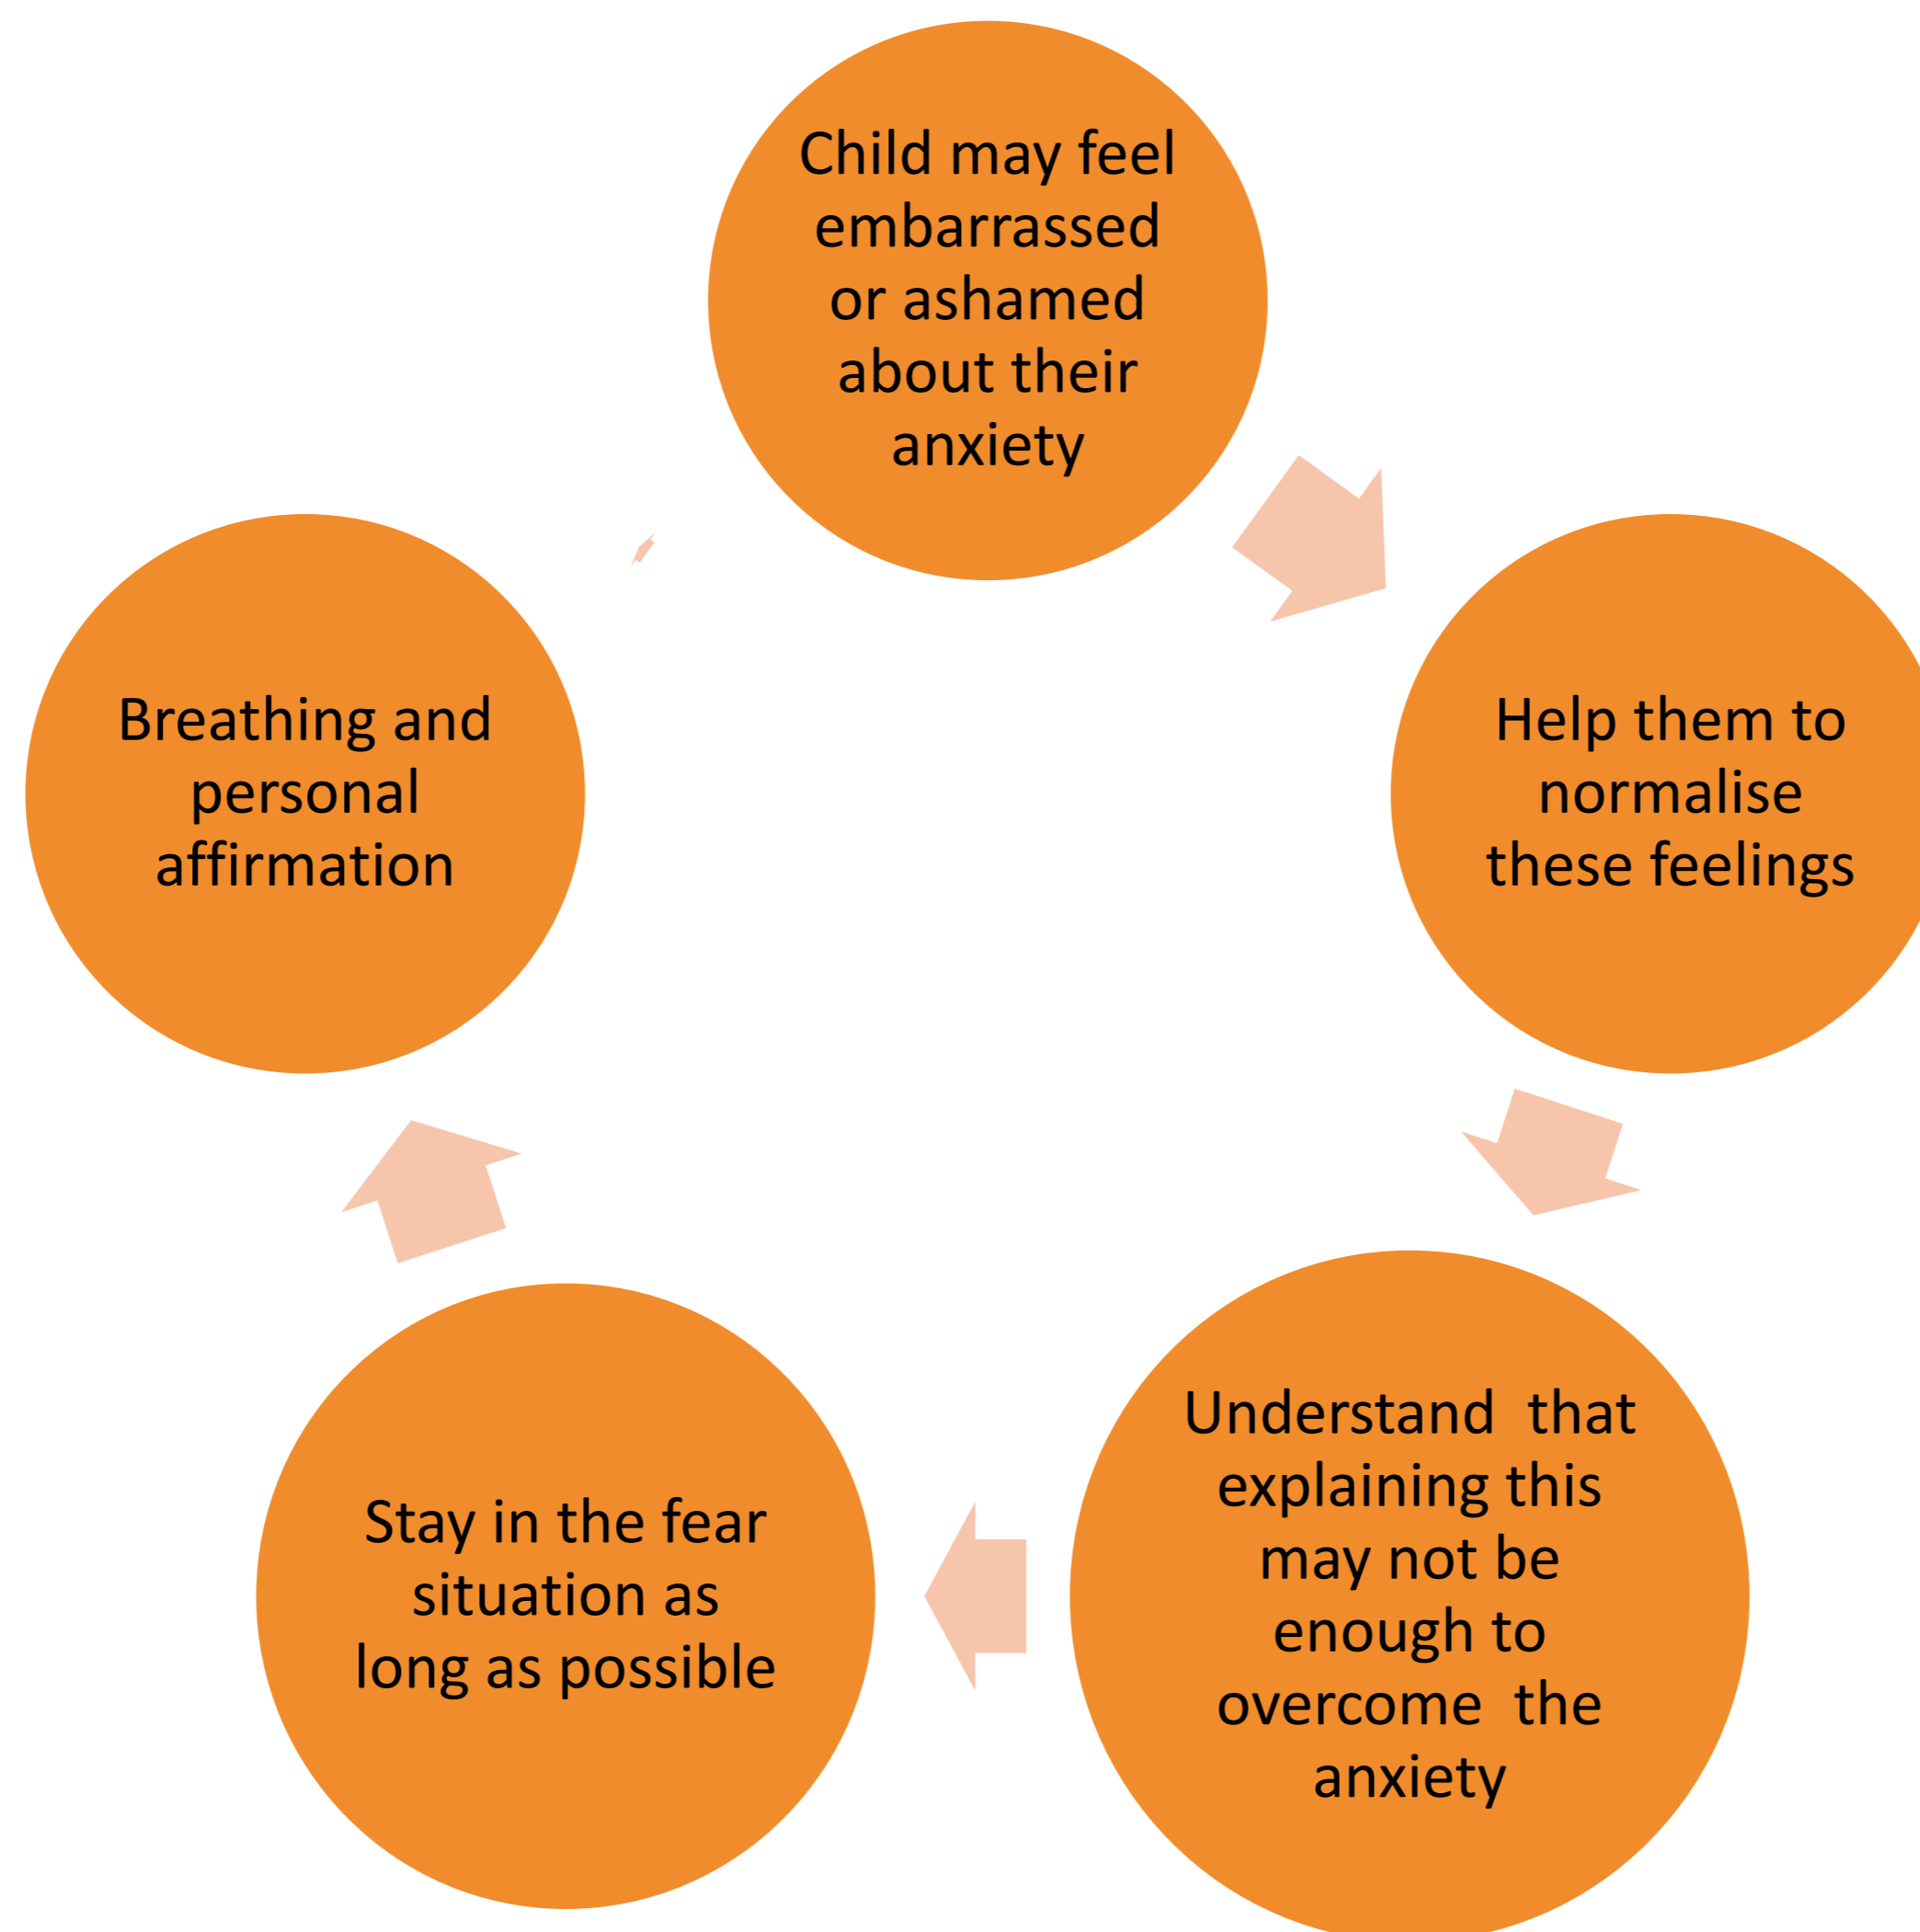 Child may feel
embarrassed
or ashamed
about their
anxiety
Help them to
normalise
these feelings
Understand  that
explaining this
may not be
enough to
overcome  the
anxiety
Stay in the fear
situation as
long as possible
Breathing and
personal
affirmation